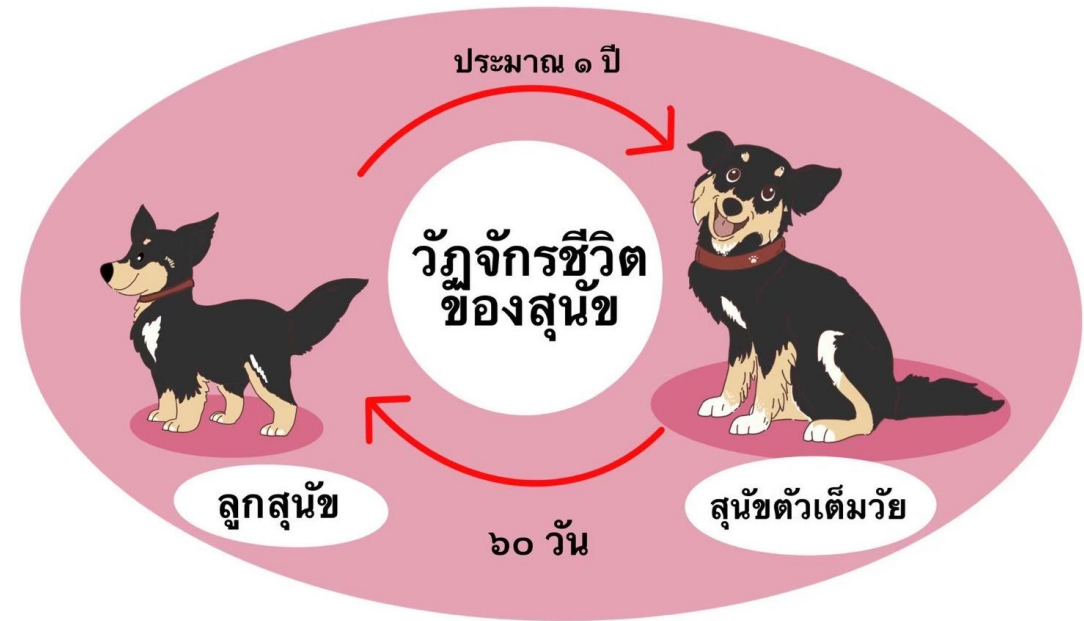 ประมาณ ๑ ปี
วัฏจักรชีวิต
ของสุนัข
ลูกสุนัข
สุนัขตัวเต็มวัย
๖๐ วัน